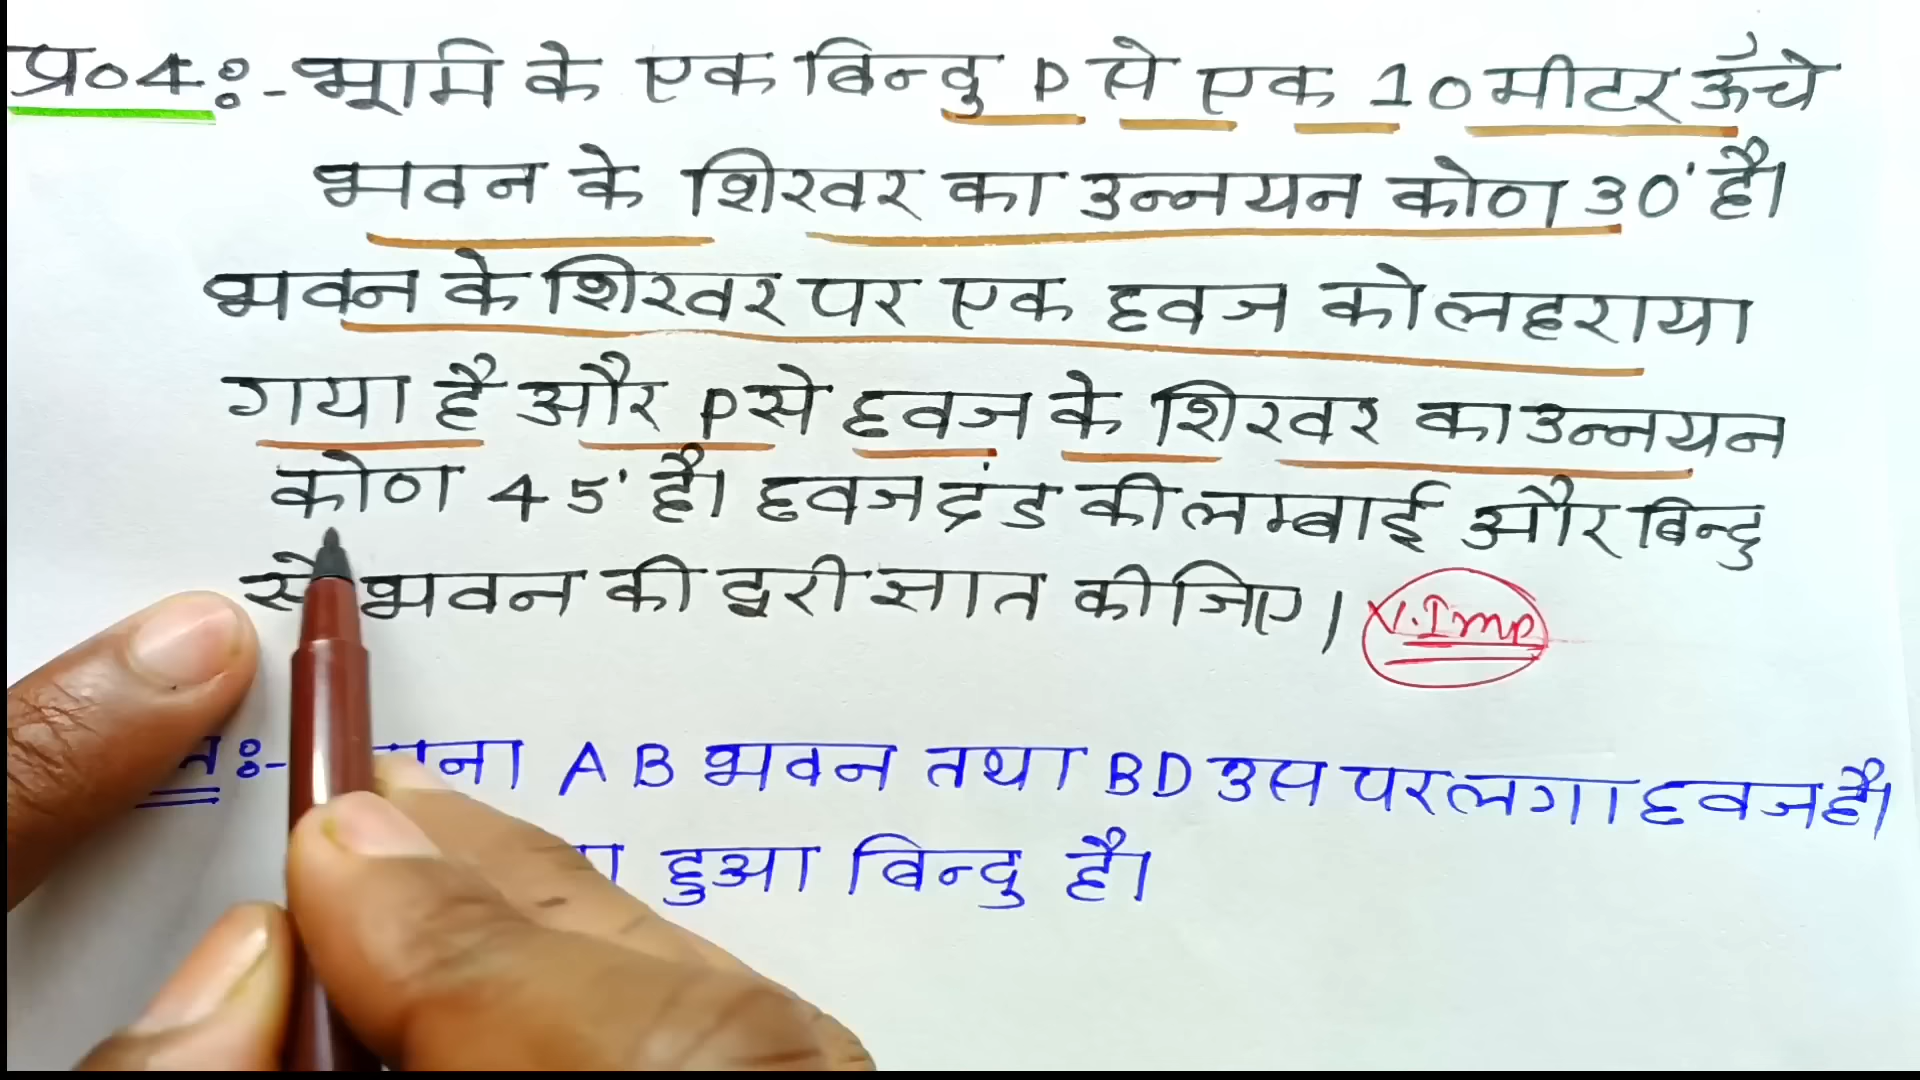 प्र०4:- भूमि के एक बिन्दु P से एक 10 मीटर ऊँचे
भवन के शिखर का उन्नयन कोण 30° है।
भवन के शिखर पर एक ध्वज को लहराया
गया है और P से ध्वज के शिखर का उन्नयन
कोण 45° है। ध्वजदंड की लम्बाई और बिन्दु
से भवन की दूरी ज्ञात कीजिए।
V. Imp
:- AB भवन तथा BD उस पर लगा ध्वज है।
हुआ बिन्दु है।